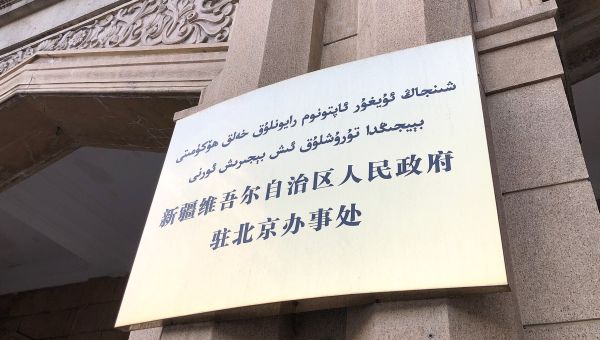 شىنجاڭ ئۇيغۇر ئاپتونوم رايونلۇق خەلق ھۆكۈمىتى
بېيجىڭدا تۇرۇشلۇق ئىش بېجىرىش ئورنى
新疆维吾尔自治区人民政府
驻北京办事处